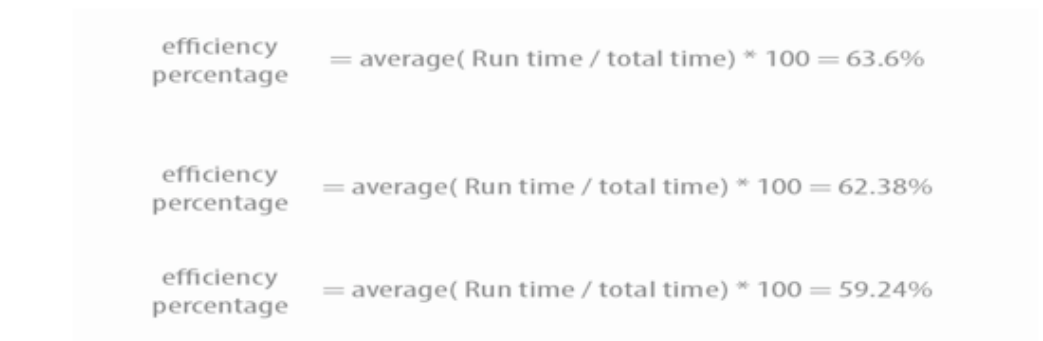 efficiency
percentage
= average( Run time / total time) * 100 = 63.6%
efficiency
percentage
= average( Run time / total time) * 100 = 62.38%
efficiency
percentage
= average( Run time / total time) * 100 = 59.24%